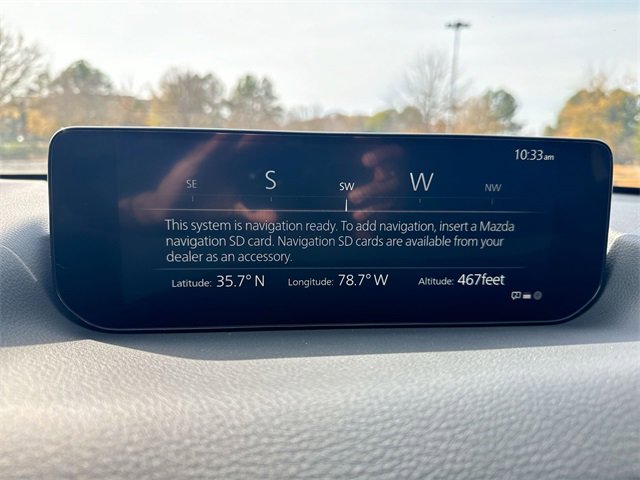 10:33am
SE S SW W NW
This system is navigation ready. To add navigation, insert a Mazda
navigation SD card. Navigation SD cards are available from your
dealer as an accessory.
Latitude: 35.7° N Longitude: 78.7° W Altitude: 467feet